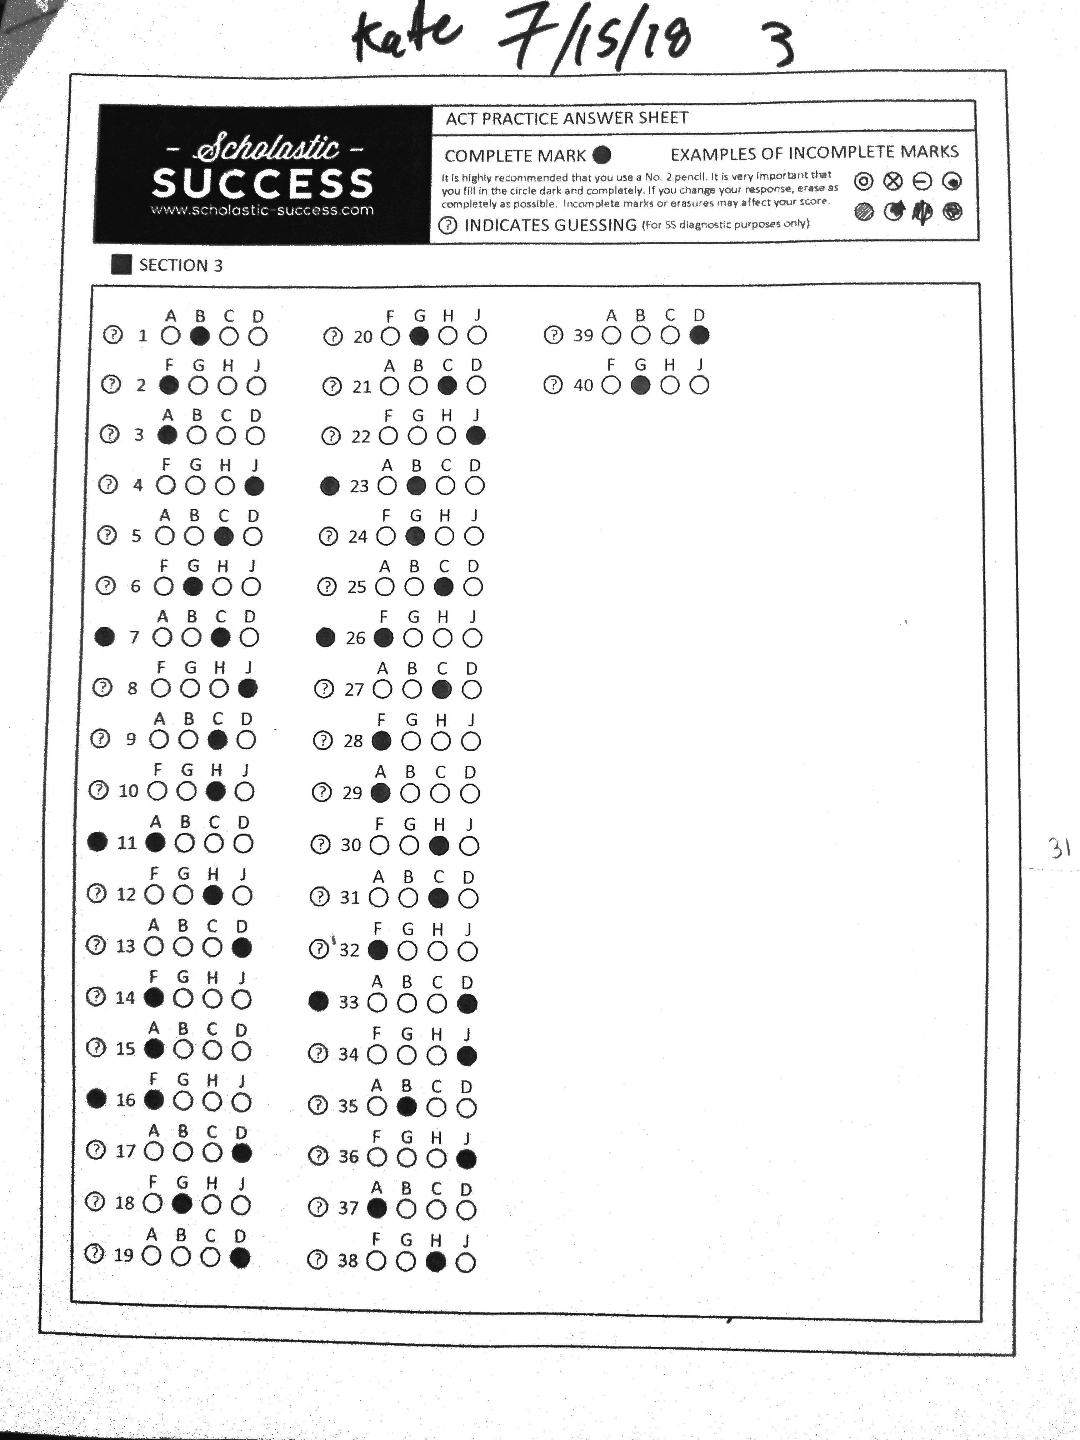 Kate 7/15/18 3
- Scholastic -
SUCCESS
www.scholastic-success.com
ACT PRACTICE ANSWER SHEET
COMPLETE MARK EXAMPLES OF INCOMPLETE MARKS
It is highly recommended that you use a No. 2 pencil. It is very important that
you fill in the circle dark and completely. If you change your response, erase as
completely as possible. Incomplete marks or erasures may affect your score.
? INDICATES GUESSING (For SS diagnostic purposes only)
SECTION 3
A B C D
? 1
F G H J
? 2
A B C D
? 3
F G H J
? 4
A B C D
? 5
F G H J
? 6
A B C D
7
F G H J
? 8
A B C D
? 9
F G H J
? 10
A B C D
11
F G H J
? 12
A B C D
? 13
F G H J
? 14
A B C D
? 15
F G H J
16
A B C D
? 17
F G H J
? 18
A B C D
? 19
F G H J
? 20
A B C D
? 21
F G H J
? 22
A B C D
23
F G H J
? 24
A B C D
? 25
F G H J
26
A B C D
? 27
F G H J
? 28
A B C D
? 29
F G H J
? 30
A B C D
? 31
F G H J
? 32
A B C D
33
F G H J
? 34
A B C D
? 35
F G H J
? 36
A B C D
? 37
F G H J
? 38
A B C D
? 39
F G H J
? 40
31